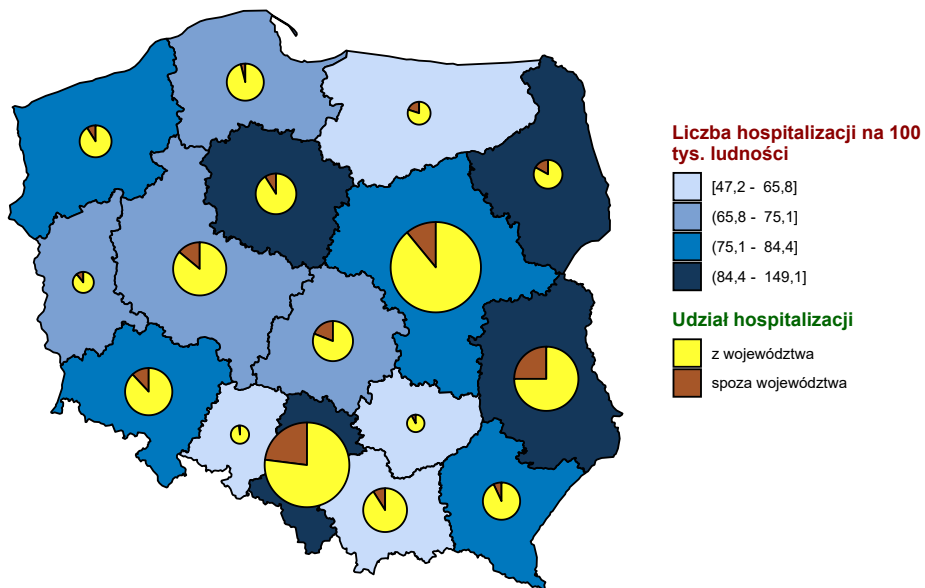 Liczba hospitalizacji na 100
tys. ludności
[47,2 - 65,8]
(65,8 - 75,1]
(75,1 - 84,4]
(84,4 - 149,1]
Udział hospitalizacji
z województwa
spoza województwa